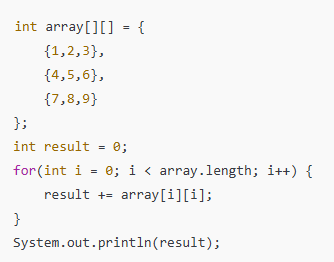 int array[][] = {
    {1,2,3},
    {4,5,6},
    {7,8,9}
};
int result = 0;
for(int i = 0; i < array.length; i++) {
    result += array[i][i];
}
System.out.println(result);